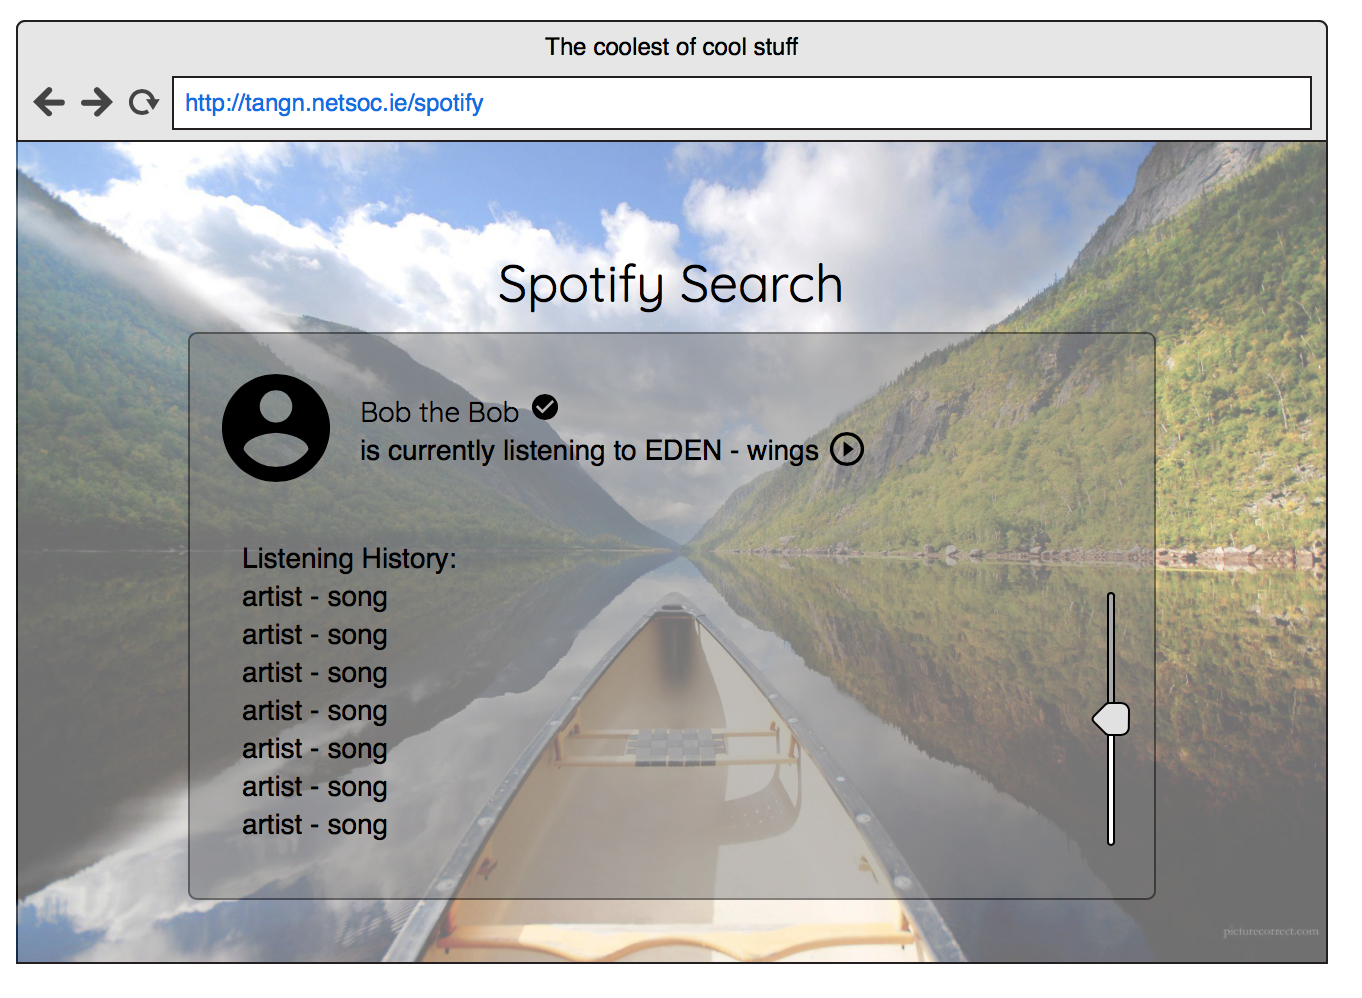 The coolest of cool stuff
http://tangn.netsoc.ie/spotify
Spotify Search
Bob the Bob
is currently listening to EDEN - wings
Listening History:
artist - song
artist - song
artist - song
artist - song
artist - song
artist - song
artist - song
picturecorrect.com